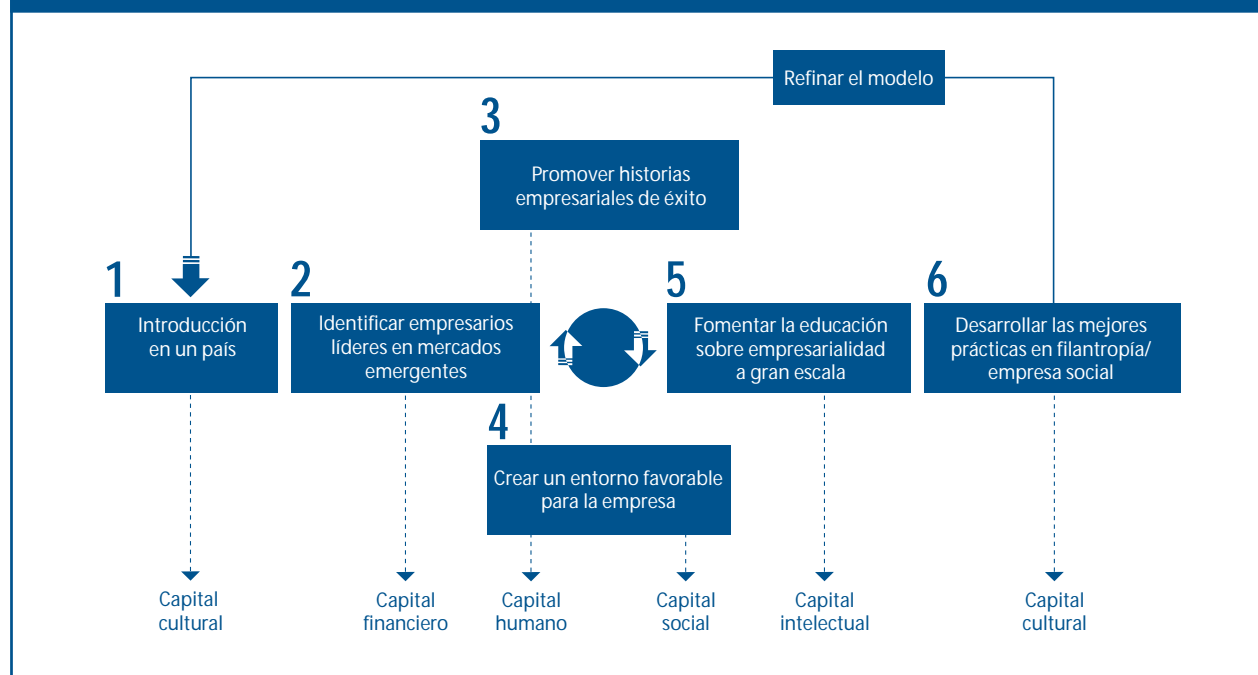 Refinar el modelo
3
Promover historias
empresariales de éxito
1
Introducción
en un país
2
Identificar empresarios
líderes en mercados
emergentes
5
Fomentar la educación
sobre empresarialidad
a gran escala
6
Desarrollar las mejores
prácticas en filantropía/
empresa social
4
Crear un entorno favorable
para la empresa
Capital
cultural
Capital
financiero
Capital
humano
Capital
social
Capital
intelectual
Capital
cultural